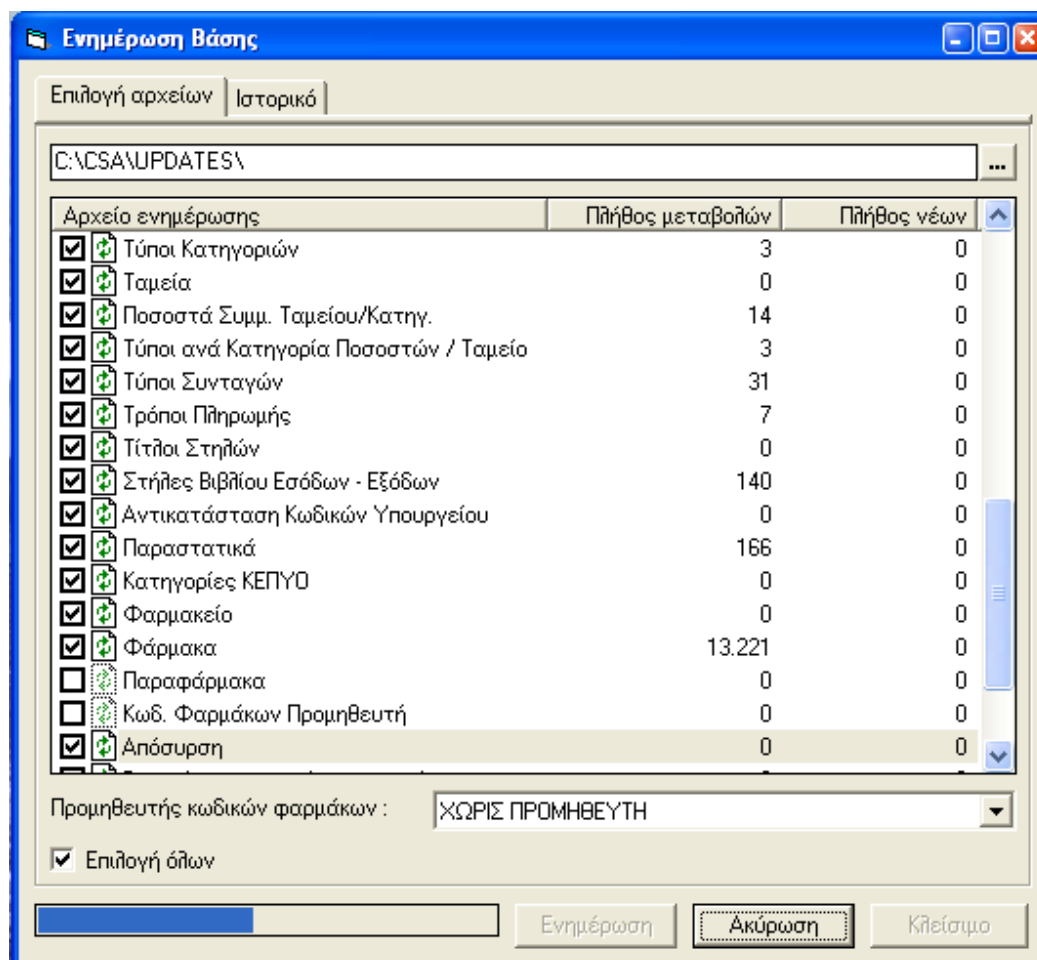 Ενημέρωση Βάσης
Επιλογή αρχείων Ιστορικό
C:\CSA\UPDATES\ ...
Αρχείο ενημέρωσης Πλήθος μεταβολών Πλήθος νέων
Τύποι Κατηγοριών 3 0
Ταμεία 0 0
Ποσοστά Συμμ. Ταμείου/Κατηγ. 14 0
Τύποι ανά Κατηγορία Ποσοστών / Ταμείο 3 0
Τύποι Συνταγών 31 0
Τρόποι Πληρωμής 7 0
Τίτλοι Στηλών 0 0
Στήλες Βιβλίου Εσόδων - Εξόδων 140 0
Αντικατάσταση Κωδικών Υπουργείου 0 0
Παραστατικά 166 0
Κατηγορίες ΚΕΠΥΟ 0 0
Φαρμακείο 0 0
Φάρμακα 13.221 0
Παραφάρμακα 0 0
Κωδ. Φαρμάκων Προμηθευτή 0 0
Απόσυρση 0 0
Προμηθευτής κωδικών φαρμάκων : ΧΩΡΙΣ ΠΡΟΜΗΘΕΥΤΗ
Επιλογή όλων
Ενημέρωση Ακύρωση Κλείσιμο